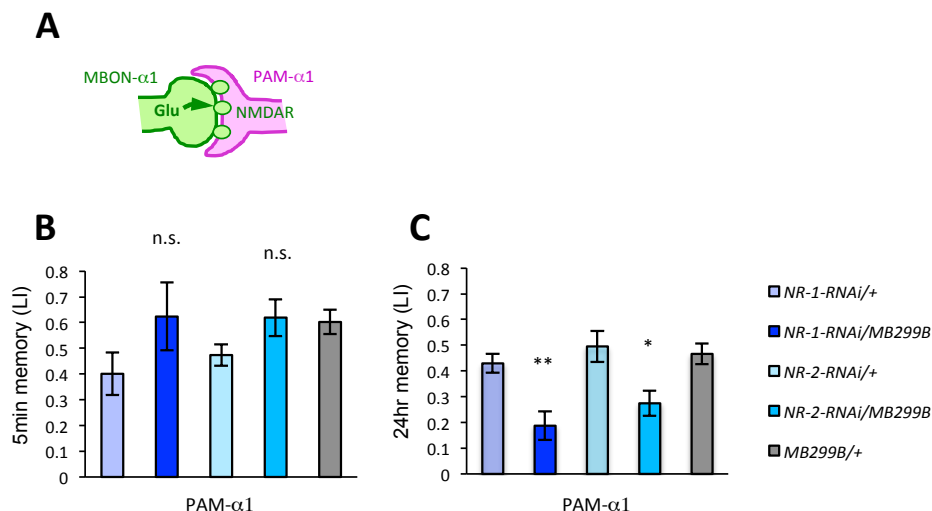 A
MBON-α1
PAM-α1
Glu
NMDAR
B
n.s.
n.s.
5min memory (LI)
0.8
0.7
0.6
0.5
0.4
0.3
0.2
0.1
0
PAM-α1
C
24hr memory (LI)
0.8
0.7
0.6
0.5
0.4
0.3
0.2
0.1
0
**
*
PAM-α1
NR-1-RNAi/+
NR-1-RNAi/MB299B
NR-2-RNAi/+
NR-2-RNAi/MB299B
MB299B/+